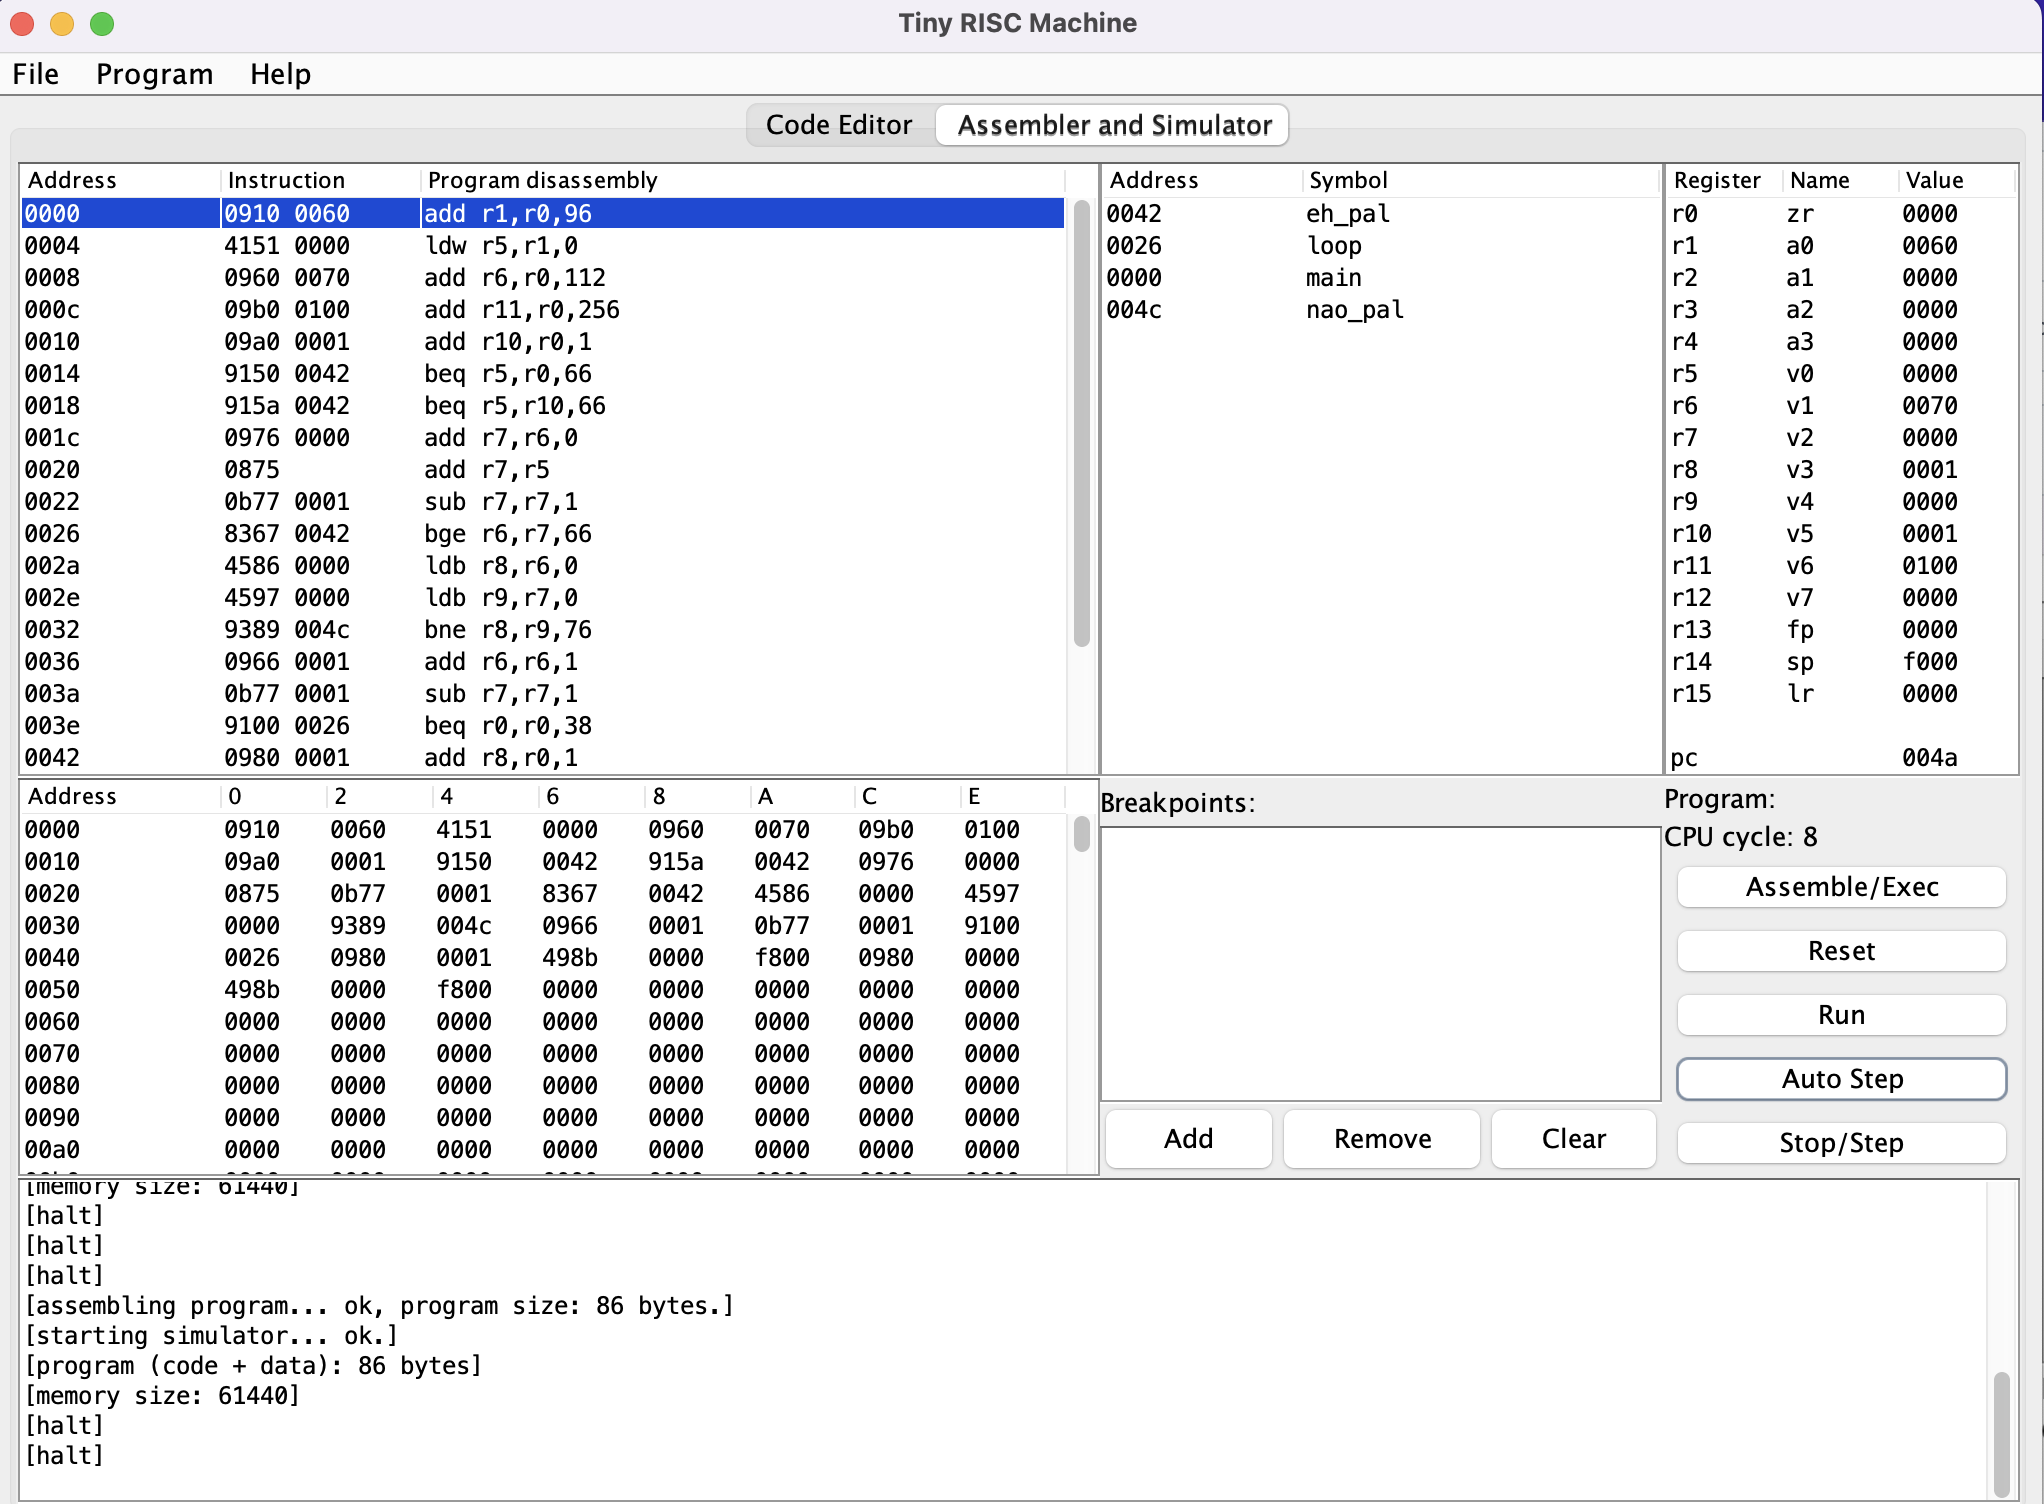 Tiny RISC Machine
File Program Help
Code Editor Assembler and Simulator
Address Instruction Program disassembly
0000 0910 0060 add r1,r0,96
0004 4151 0000 ldw r5,r1,0
0008 0960 0070 add r6,r0,112
000c 09b0 0100 add r11,r0,256
0010 09a0 0001 add r10,r0,1
0014 9150 0042 beq r5,r0,66
0018 915a 0042 beq r5,r10,66
001c 0976 0000 add r7,r6,0
0020 0875 add r7,r5
0022 0b77 0001 sub r7,r7,1
0026 8367 0042 bge r6,r7,66
002a 4586 0000 ldb r8,r6,0
002e 4597 0000 ldb r9,r7,0
0032 9389 004c bne r8,r9,76
0036 0966 0001 add r6,r6,1
003a 0b77 0001 sub r7,r7,1
003e 9100 0026 beq r0,r0,38
0042 0980 0001 add r8,r0,1
Address Symbol
0042 eh_pal
0026 loop
0000 main
004c nao_pal
Register Name Value
r0 zr 0000
r1 a0 0060
r2 a1 0000
r3 a2 0000
r4 a3 0000
r5 v0 0000
r6 v1 0070
r7 v2 0000
r8 v3 0001
r9 v4 0000
r10 v5 0001
r11 v6 0100
r12 v7 0000
r13 fp 0000
r14 sp f000
r15 lr 0000
pc 004a
Address 0 2 4 6 8 A C E
0000 0910 0060 4151 0000 0960 0070 09b0 0100
0010 09a0 0001 9150 0042 915a 0042 0976 0000
0020 0875 0b77 0001 8367 0042 4586 0000 4597
0030 0000 9389 004c 0966 0001 0b77 0001 9100
0040 0026 0980 0001 498b 0000 f800 0980 0000
0050 498b 0000 f800 0000 0000 0000 0000 0000
0060 0000 0000 0000 0000 0000 0000 0000 0000
0070 0000 0000 0000 0000 0000 0000 0000 0000
0080 0000 0000 0000 0000 0000 0000 0000 0000
0090 0000 0000 0000 0000 0000 0000 0000 0000
00a0 0000 0000 0000 0000 0000 0000 0000 0000
Breakpoints:
Add Remove Clear
Program:
CPU cycle: 8
Assemble/Exec
Reset
Run
Auto Step
Stop/Step
[memory size: 61440]
[halt]
[halt]
[halt]
[assembling program... ok, program size: 86 bytes.]
[starting simulator... ok.]
[program (code + data): 86 bytes]
[memory size: 61440]
[halt]
[halt]